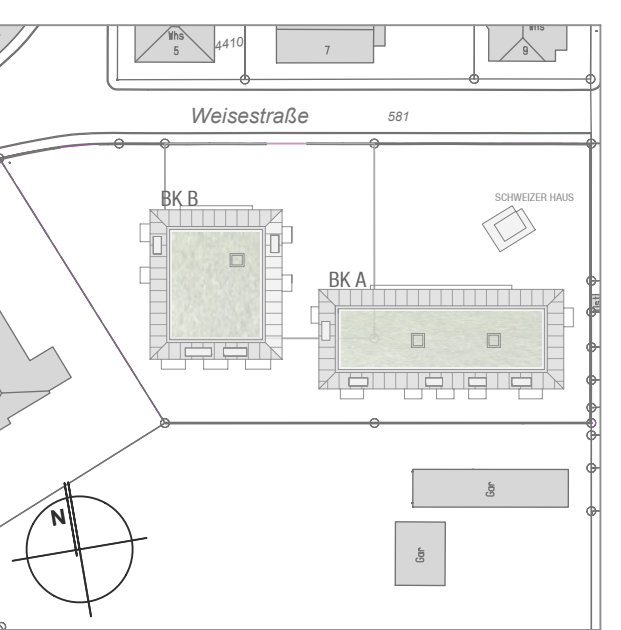 Whs
5
4410
7
Whs
9
Weisestraße
581
BK B
SCHWEIZER HAUS
BK A
Gar
Gar
N